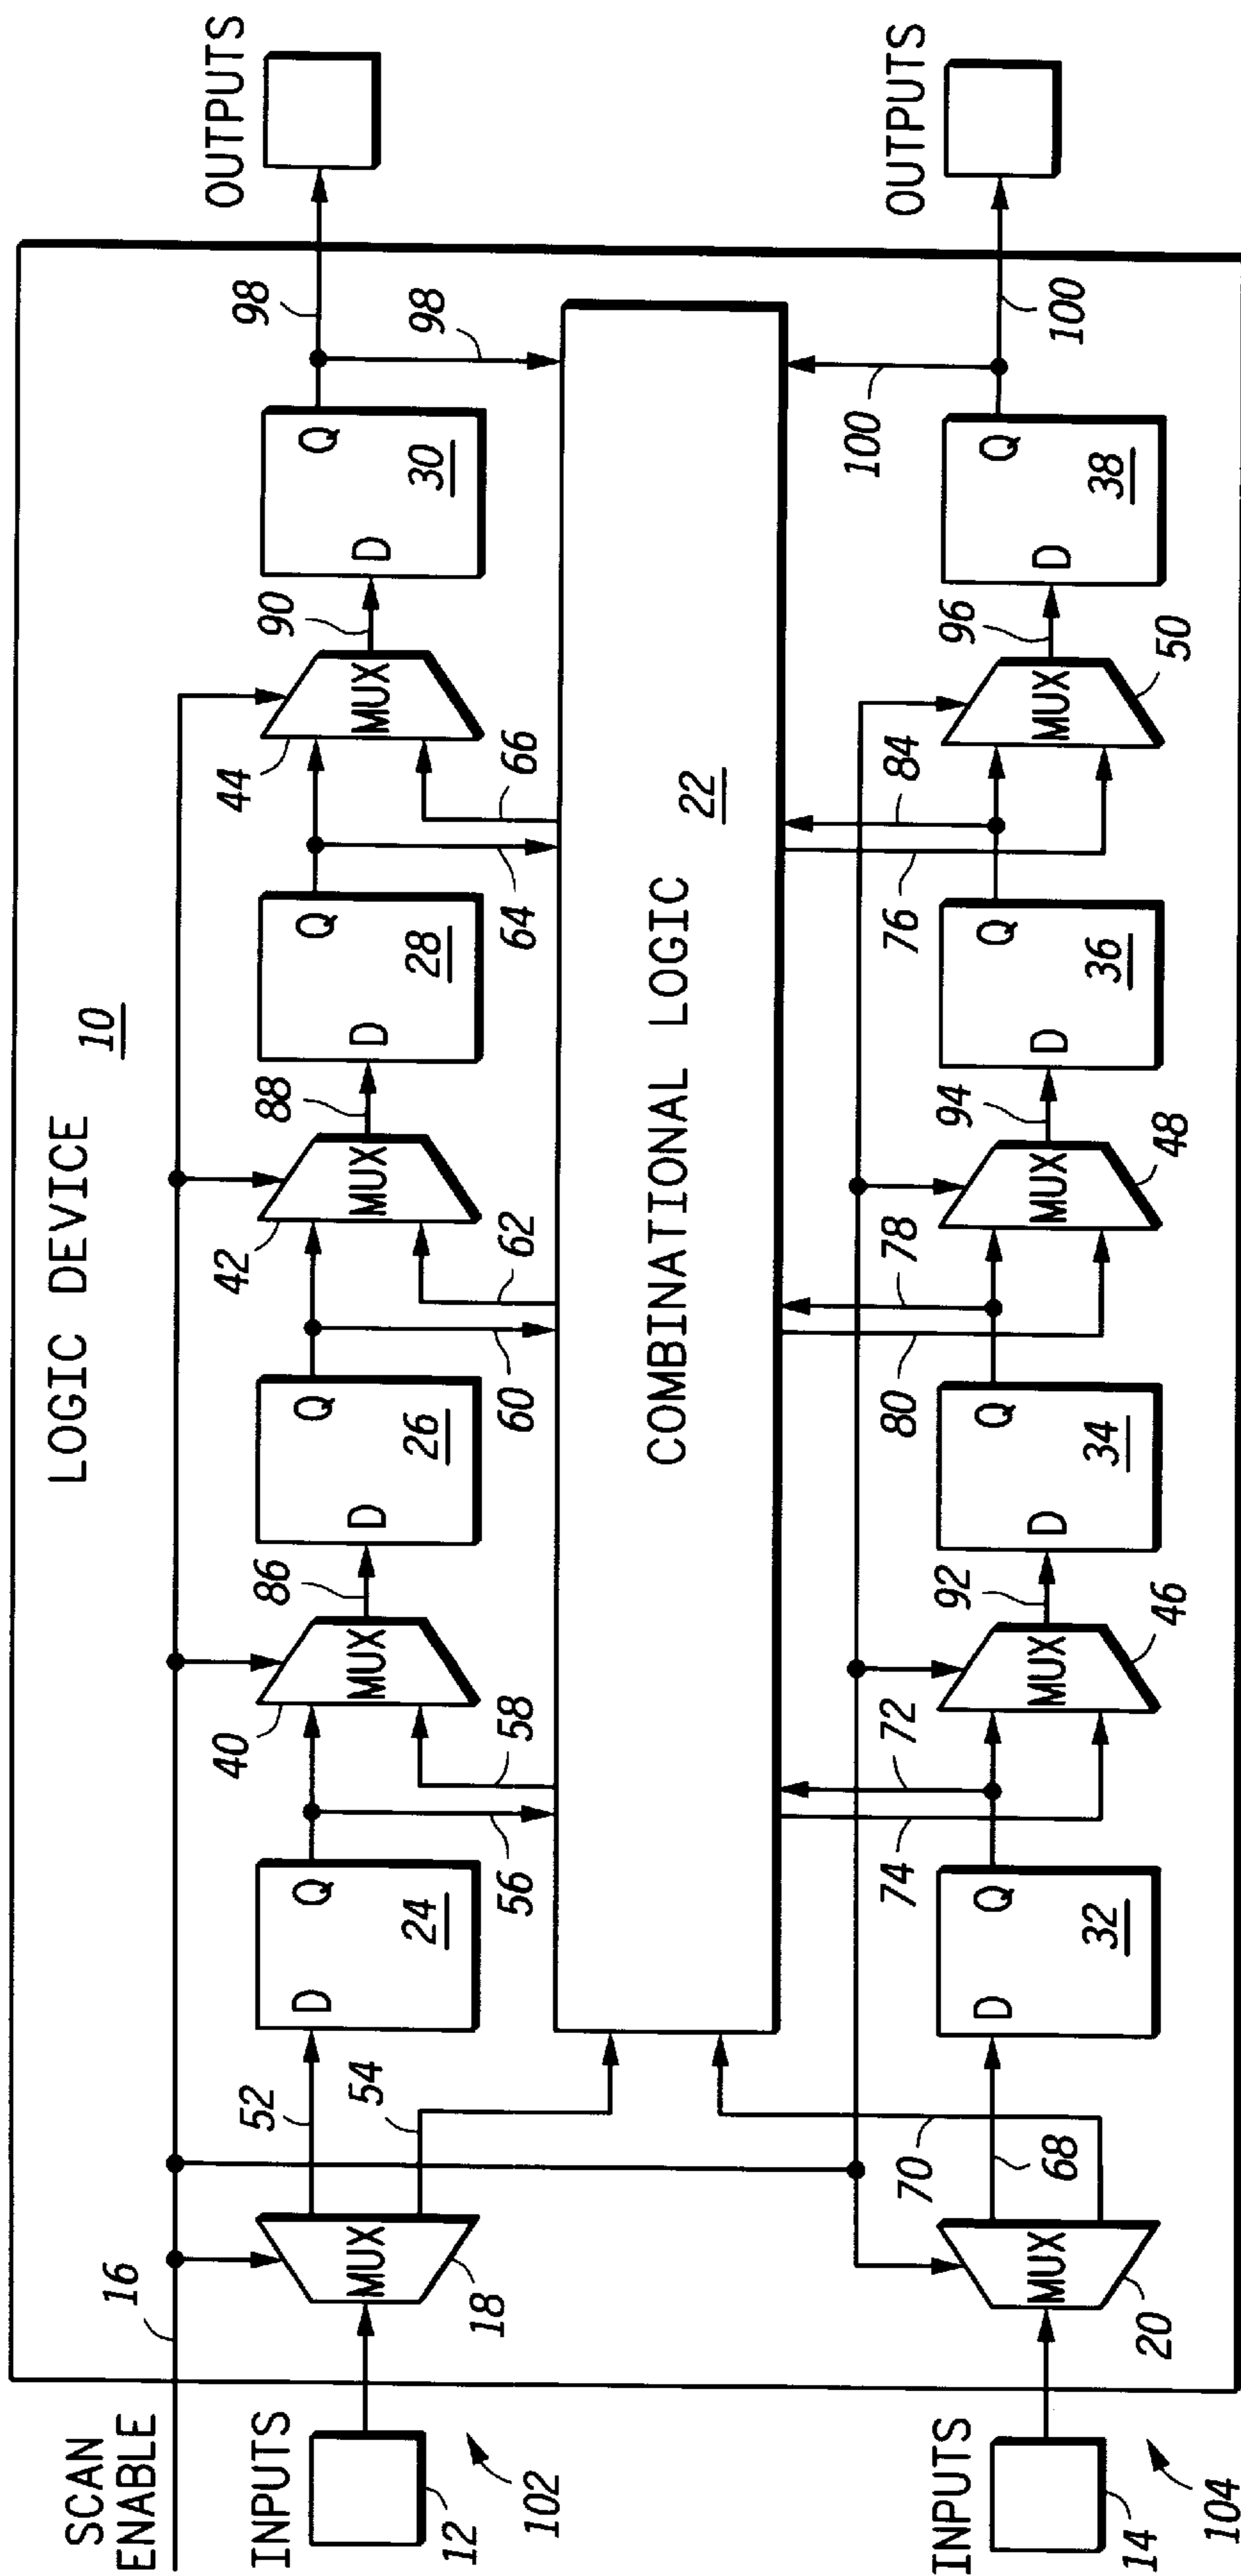 LOGIC DEVICE
10
SCAN
ENABLE
16
INPUTS
12
102
MUX
18
52
54
D
Q
24
56
58
40
MUX
86
D
Q
26
60
62
42
MUX
88
D
Q
28
64
66
44
MUX
90
D
Q
30
98
98
OUTPUTS
COMBINATIONAL LOGIC
22
INPUTS
14
104
MUX
20
70
68
D
Q
32
74
72
MUX
46
92
D
Q
34
80
78
MUX
48
94
D
Q
36
76
84
MUX
50
96
D
Q
38
100
100
OUTPUTS